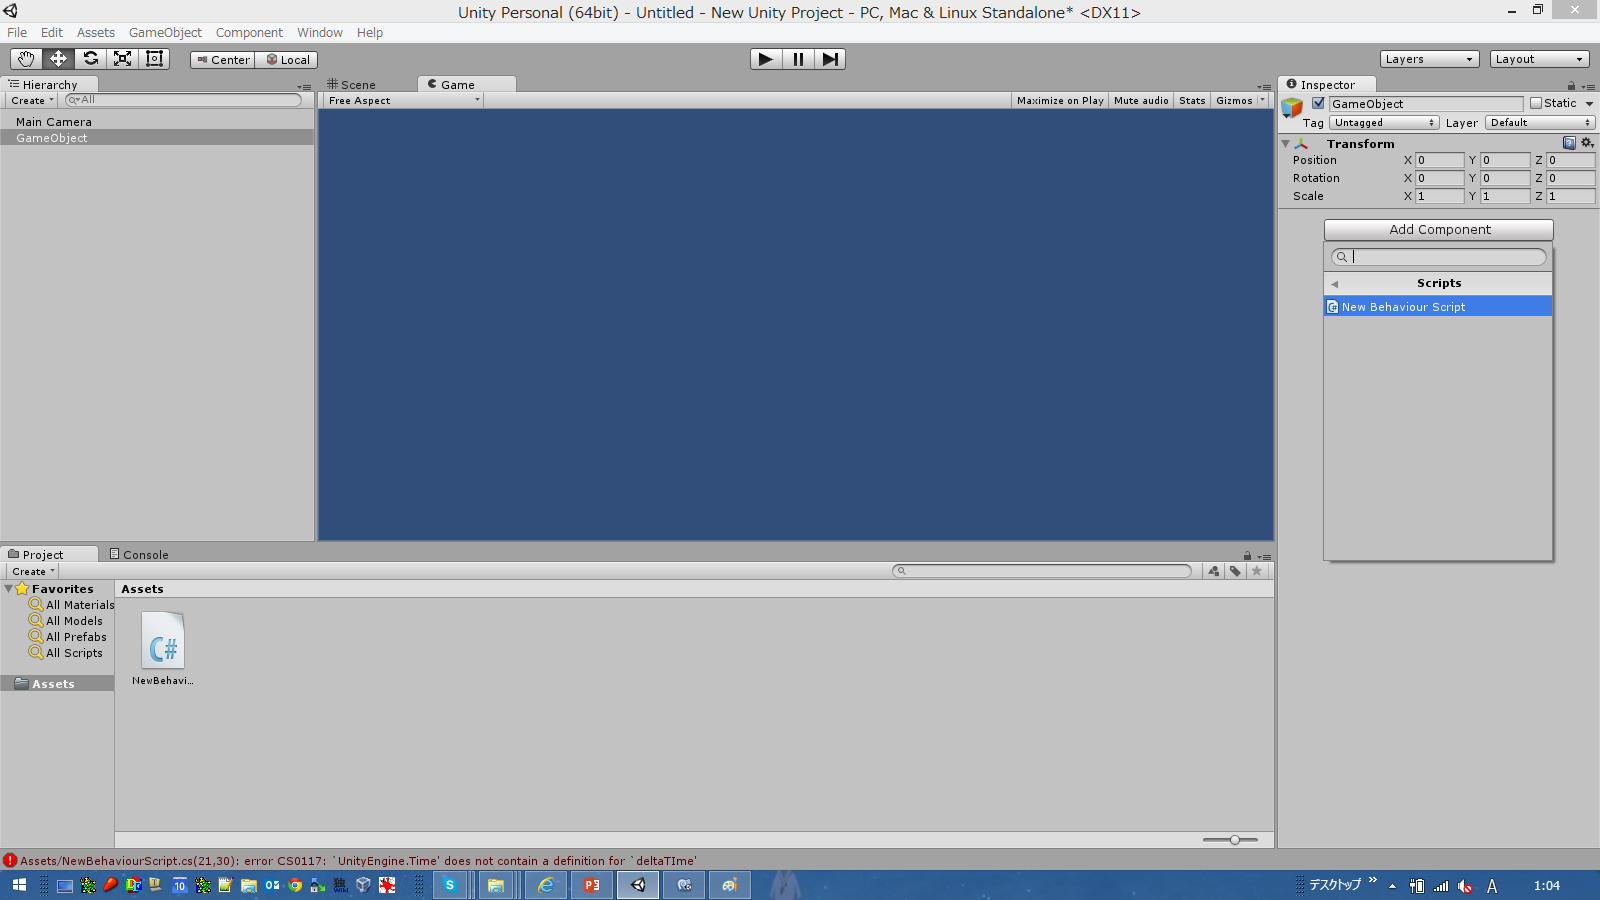 Unity Personal (64bit) - Untitled - New Unity Project - PC, Mac & Linux Standalone* <DX11>
File Edit Assets GameObject Component Window Help
Center Local
Layers Layout
Hierarchy
Create All
Main Camera
GameObject
Scene Game
Free Aspect Maximize on Play Mute audio Stats Gizmos
Inspector
GameObject Static
Tag Untagged Layer Default
Transform
Position X 0 Y 0 Z 0
Rotation X 0 Y 0 Z 0
Scale X 1 Y 1 Z 1
Add Component
Scripts
C# New Behaviour Script
Project Console
Create
Favorites
All Materials
All Models
All Prefabs
All Scripts
Assets
Assets
C#
NewBehavi...
Assets/NewBehaviourScript.cs(21,30): error CS0117: `UnityEngine.Time' does not contain a definition for `deltaTIme'
10 独 Wiki デスクトップ A 1:04